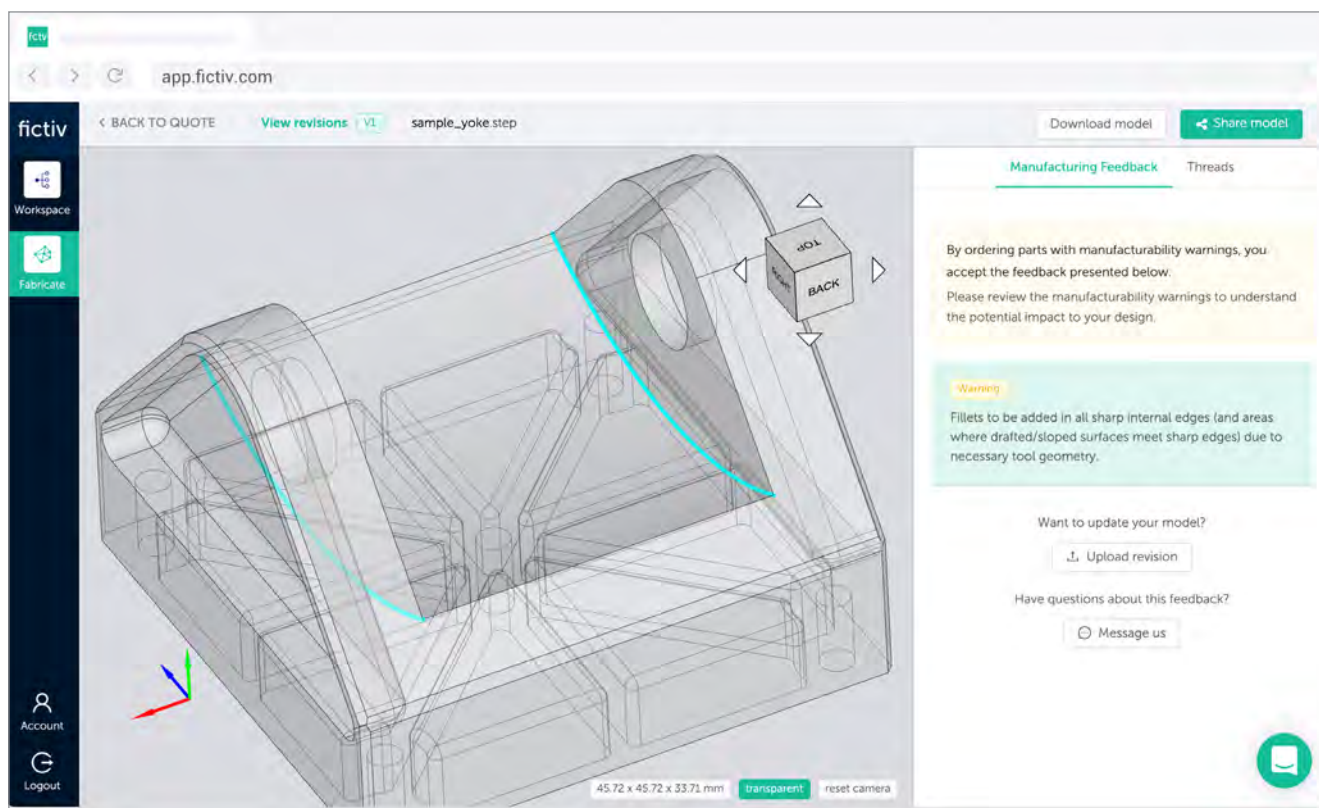 fctv
app.fictiv.com
fictiv
< BACK TO QUOTE
View revisions V1
sample_yoke.step
Download model
Share model
Workspace
Fabricate
Account
Logout
TOP
RIGHT
BACK
45.72 x 45.72 x 33.71 mm
transparent
reset camera
Manufacturing Feedback
Threads
By ordering parts with manufacturability warnings, you
accept the feedback presented below.
Please review the manufacturability warnings to understand
the potential impact to your design.
Warning
Fillets to be added in all sharp internal edges (and areas
where drafted/sloped surfaces meet sharp edges) due to
necessary tool geometry.
Want to update your model?
Upload revision
Have questions about this feedback?
Message us